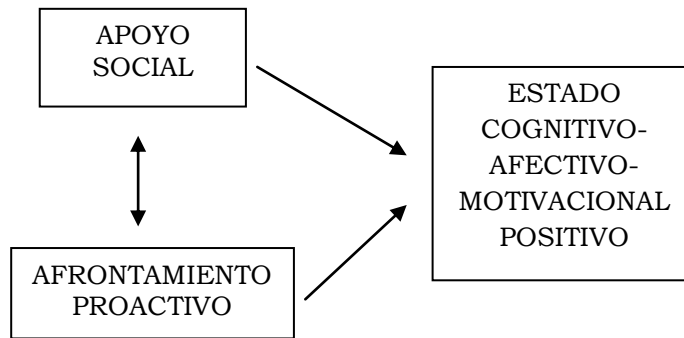 APOYO
SOCIAL
ESTADO
COGNITIVO-
AFECTIVO-
MOTIVACIONAL
POSITIVO
AFRONTAMIENTO
PROACTIVO